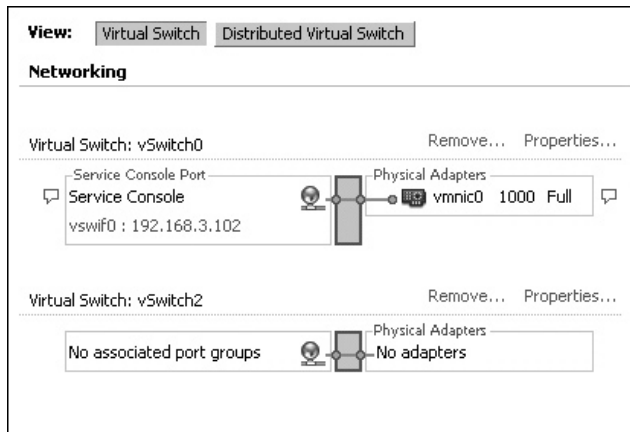 View: Virtual Switch Distributed Virtual Switch
Networking
Virtual Switch: vSwitch0 Remove... Properties...
Service Console Port Physical Adapters
Service Console vmnic0 1000 Full
vswif0 : 192.168.3.102
Virtual Switch: vSwitch2 Remove... Properties...
Physical Adapters
No associated port groups No adapters